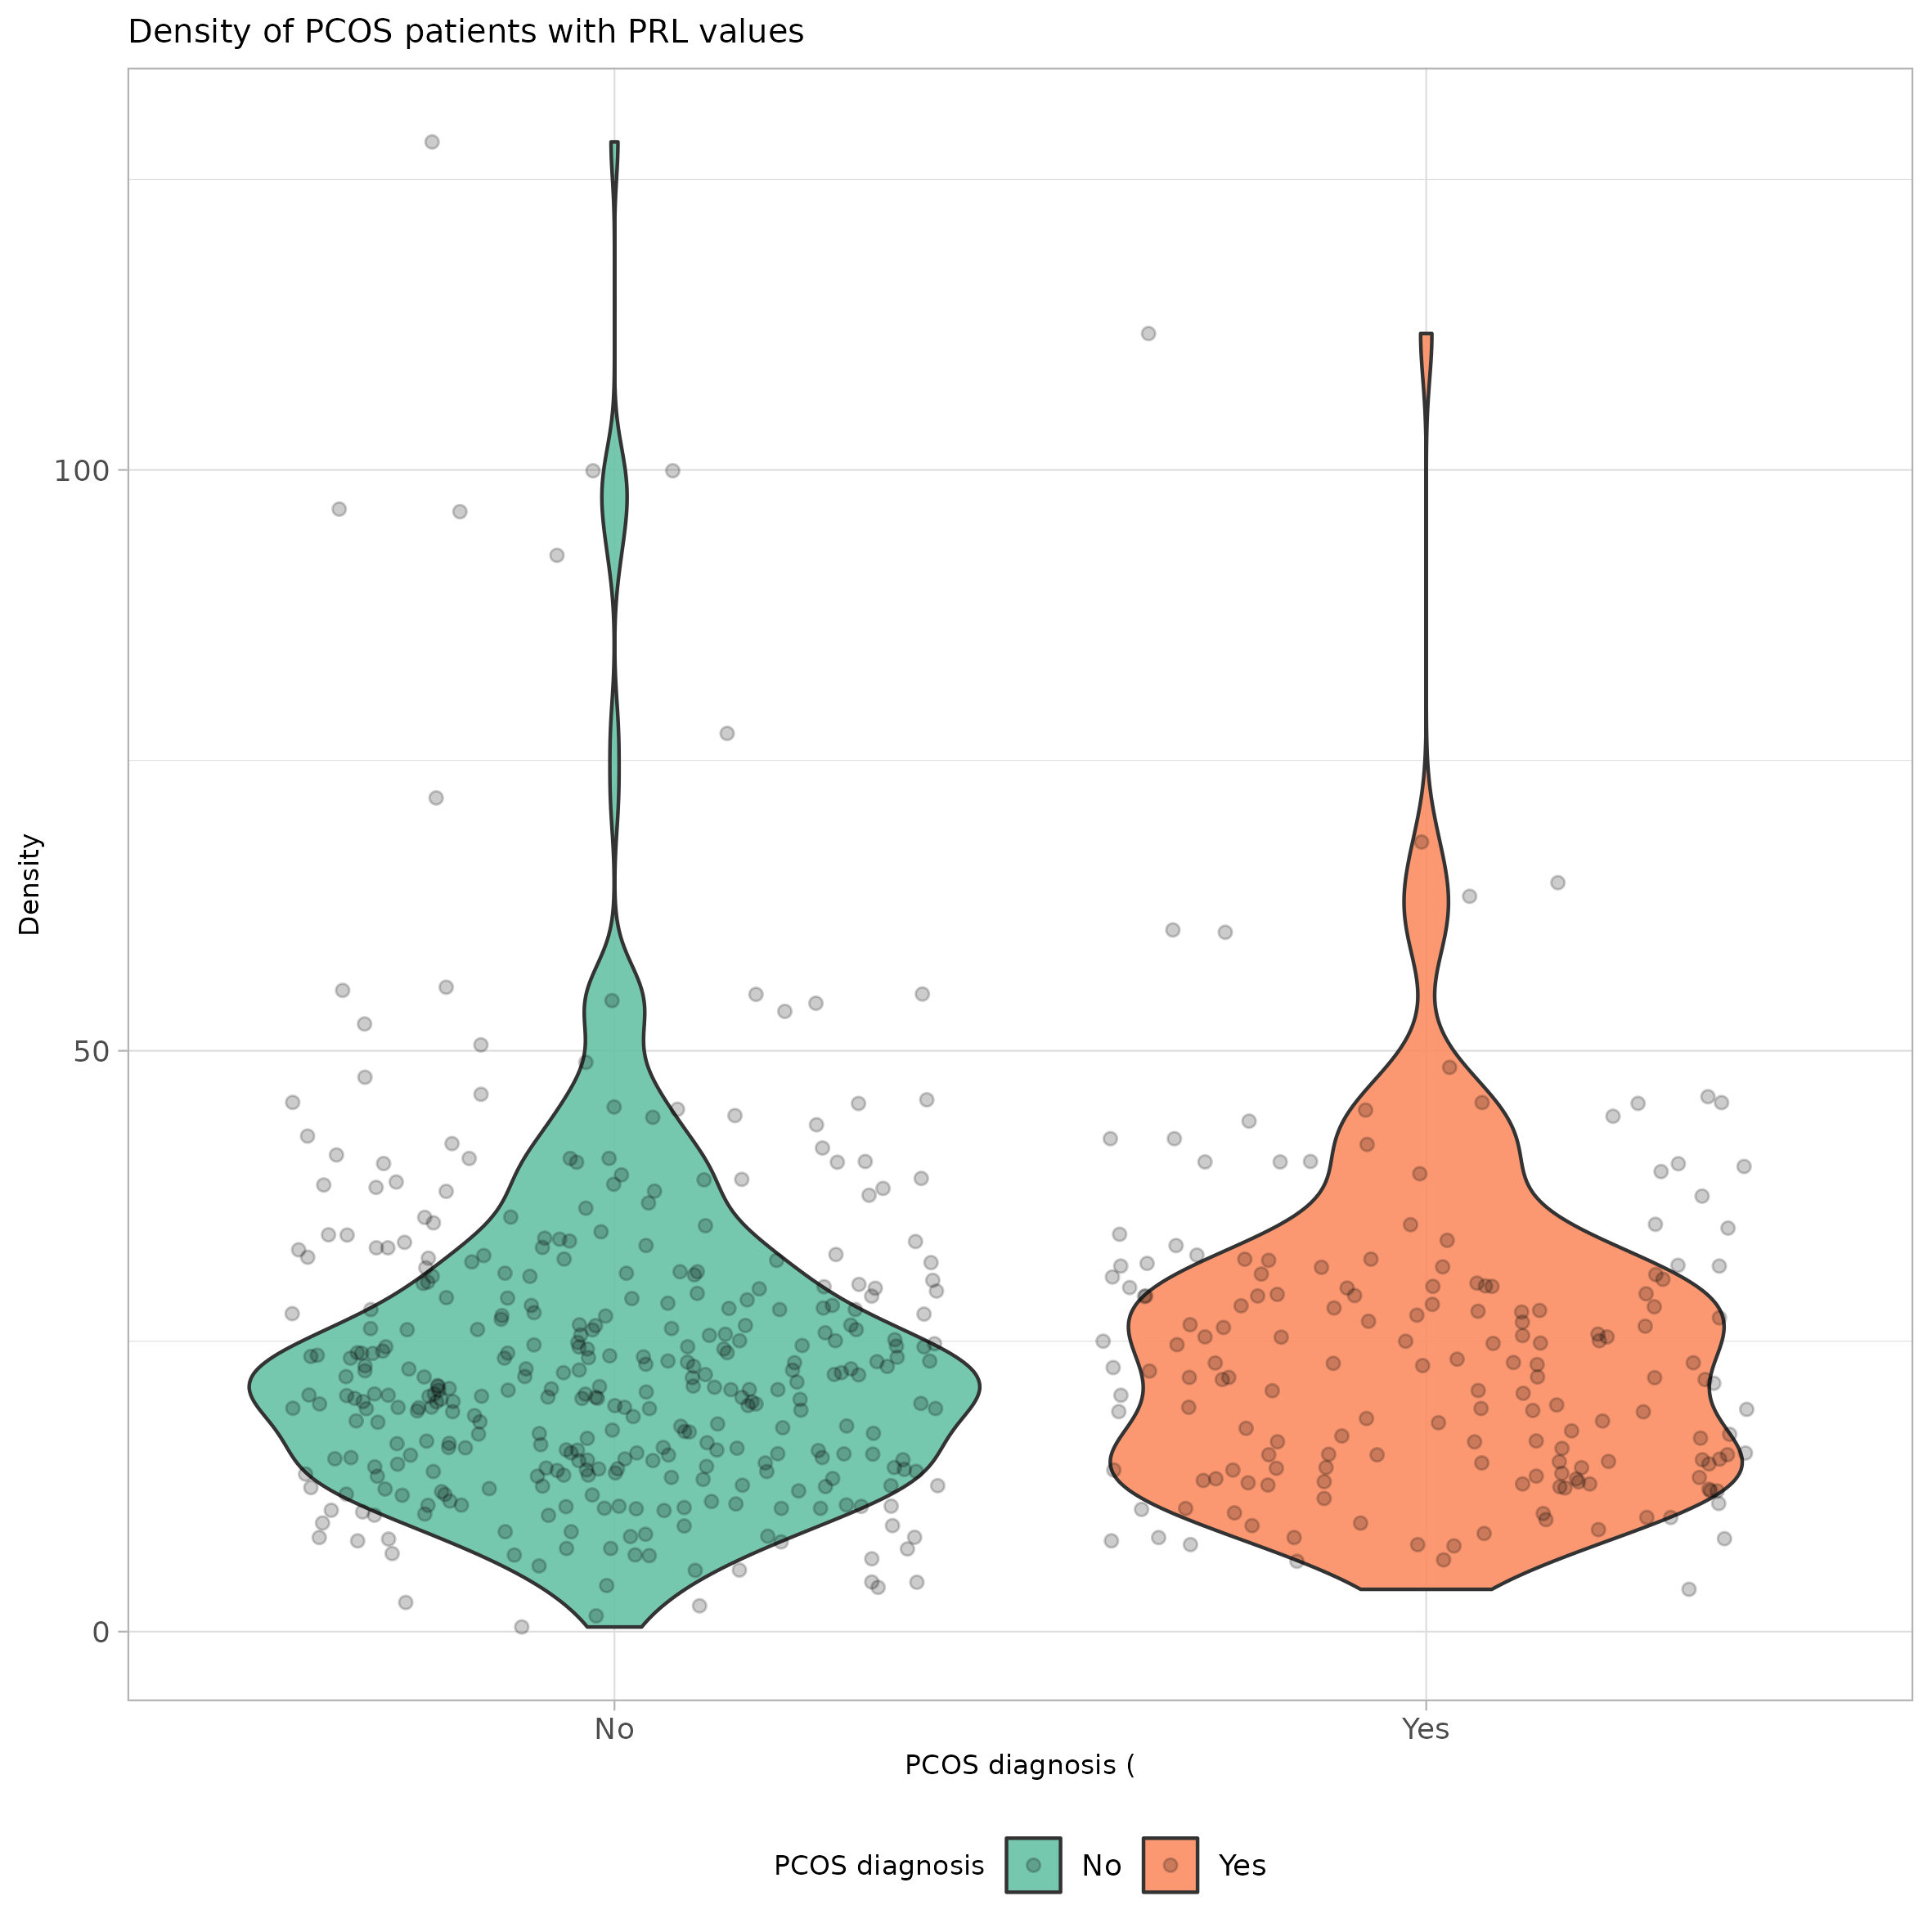 Density of PCOS patients with PRL values
100
50
0
Density
No
Yes
PCOS diagnosis (
PCOS diagnosis No Yes